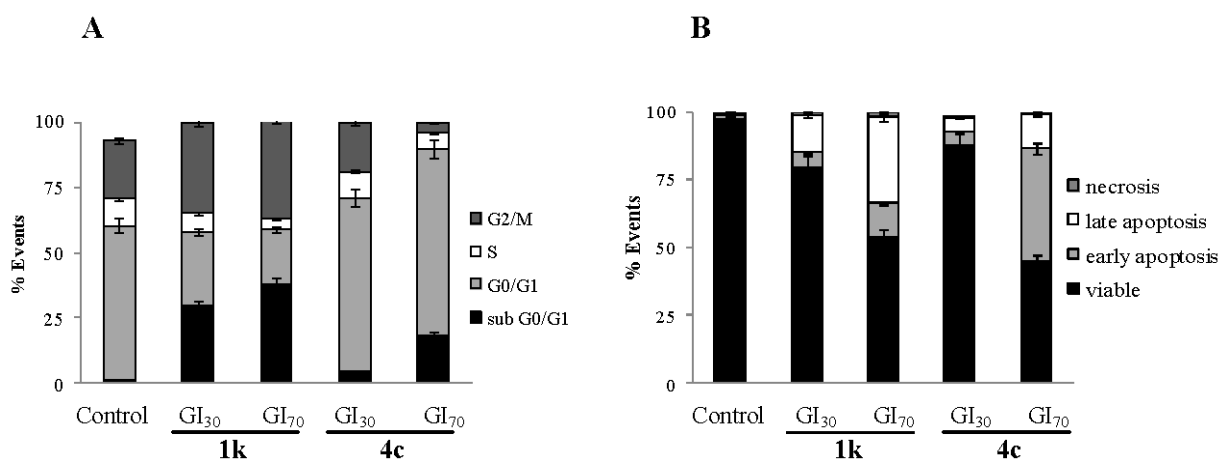 A
% Events
100
75
50
25
0
G2/M
S
G0/G1
sub G0/G1
Control GI30 GI70 GI30 GI70
1k 4c
B
% Events
100
75
50
25
0
necrosis
late apoptosis
early apoptosis
viable
Control GI30 GI70 GI30 GI70
1k 4c